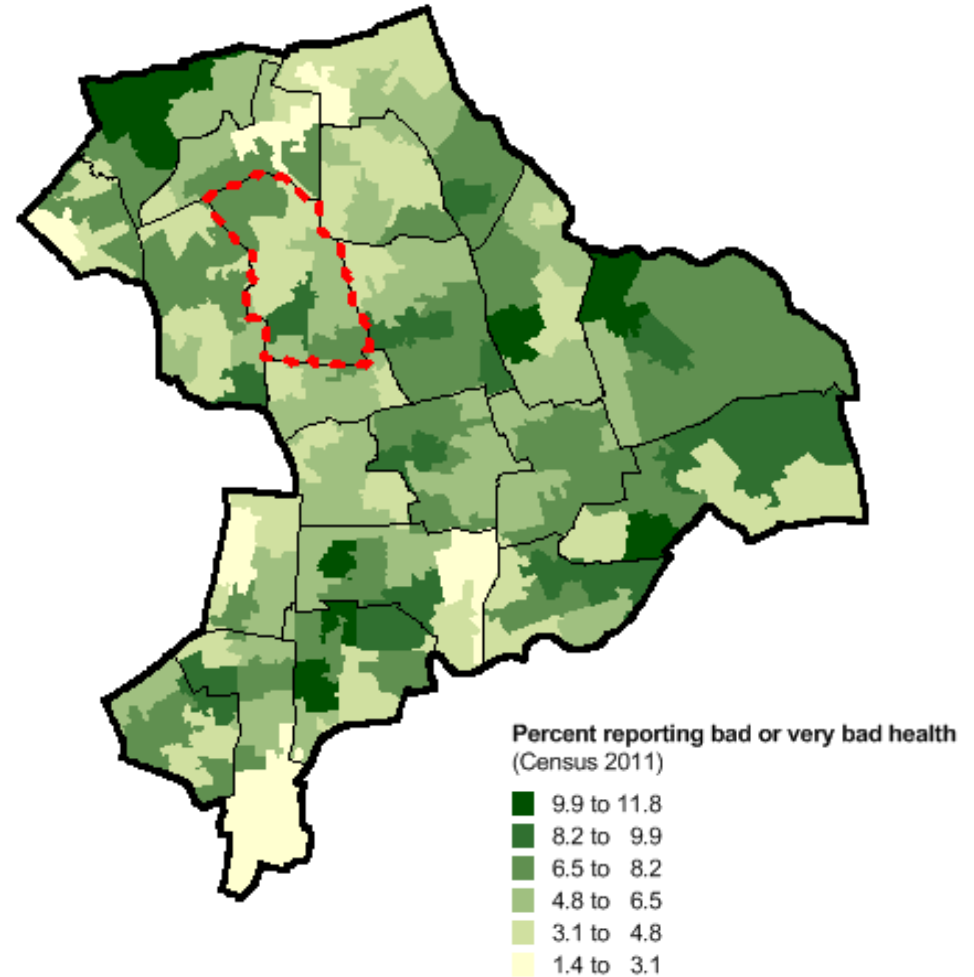 Percent reporting bad or very bad health
(Census 2011)
9.9 to 11.8
8.2 to 9.9
6.5 to 8.2
4.8 to 6.5
3.1 to 4.8
1.4 to 3.1